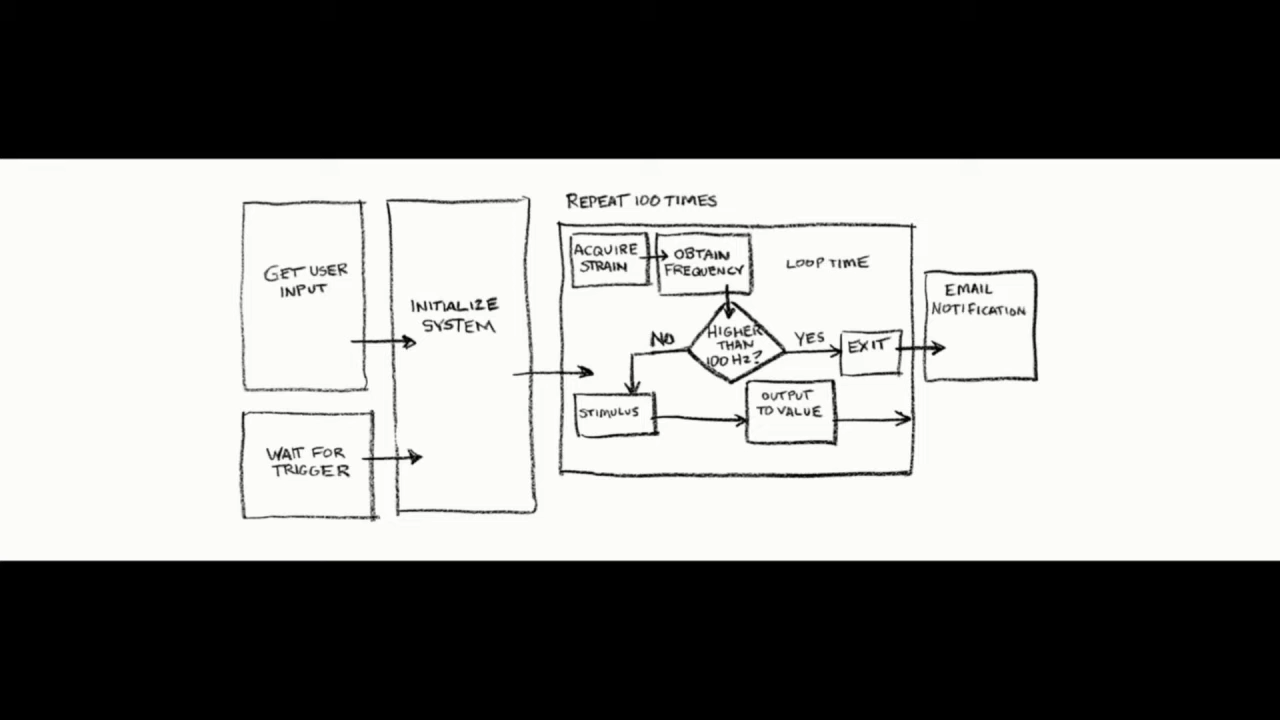 GET USER
INPUT
WAIT FOR
TRIGGER
INITIALIZE
SYSTEM
REPEAT 100 TIMES
ACQUIRE
STRAIN
OBTAIN
FREQUENCY
LOOP TIME
HIGHER
THAN
100 HZ?
NO
YES
EXIT
STIMULUS
OUTPUT
TO VALUE
EMAIL
NOTIFICATION